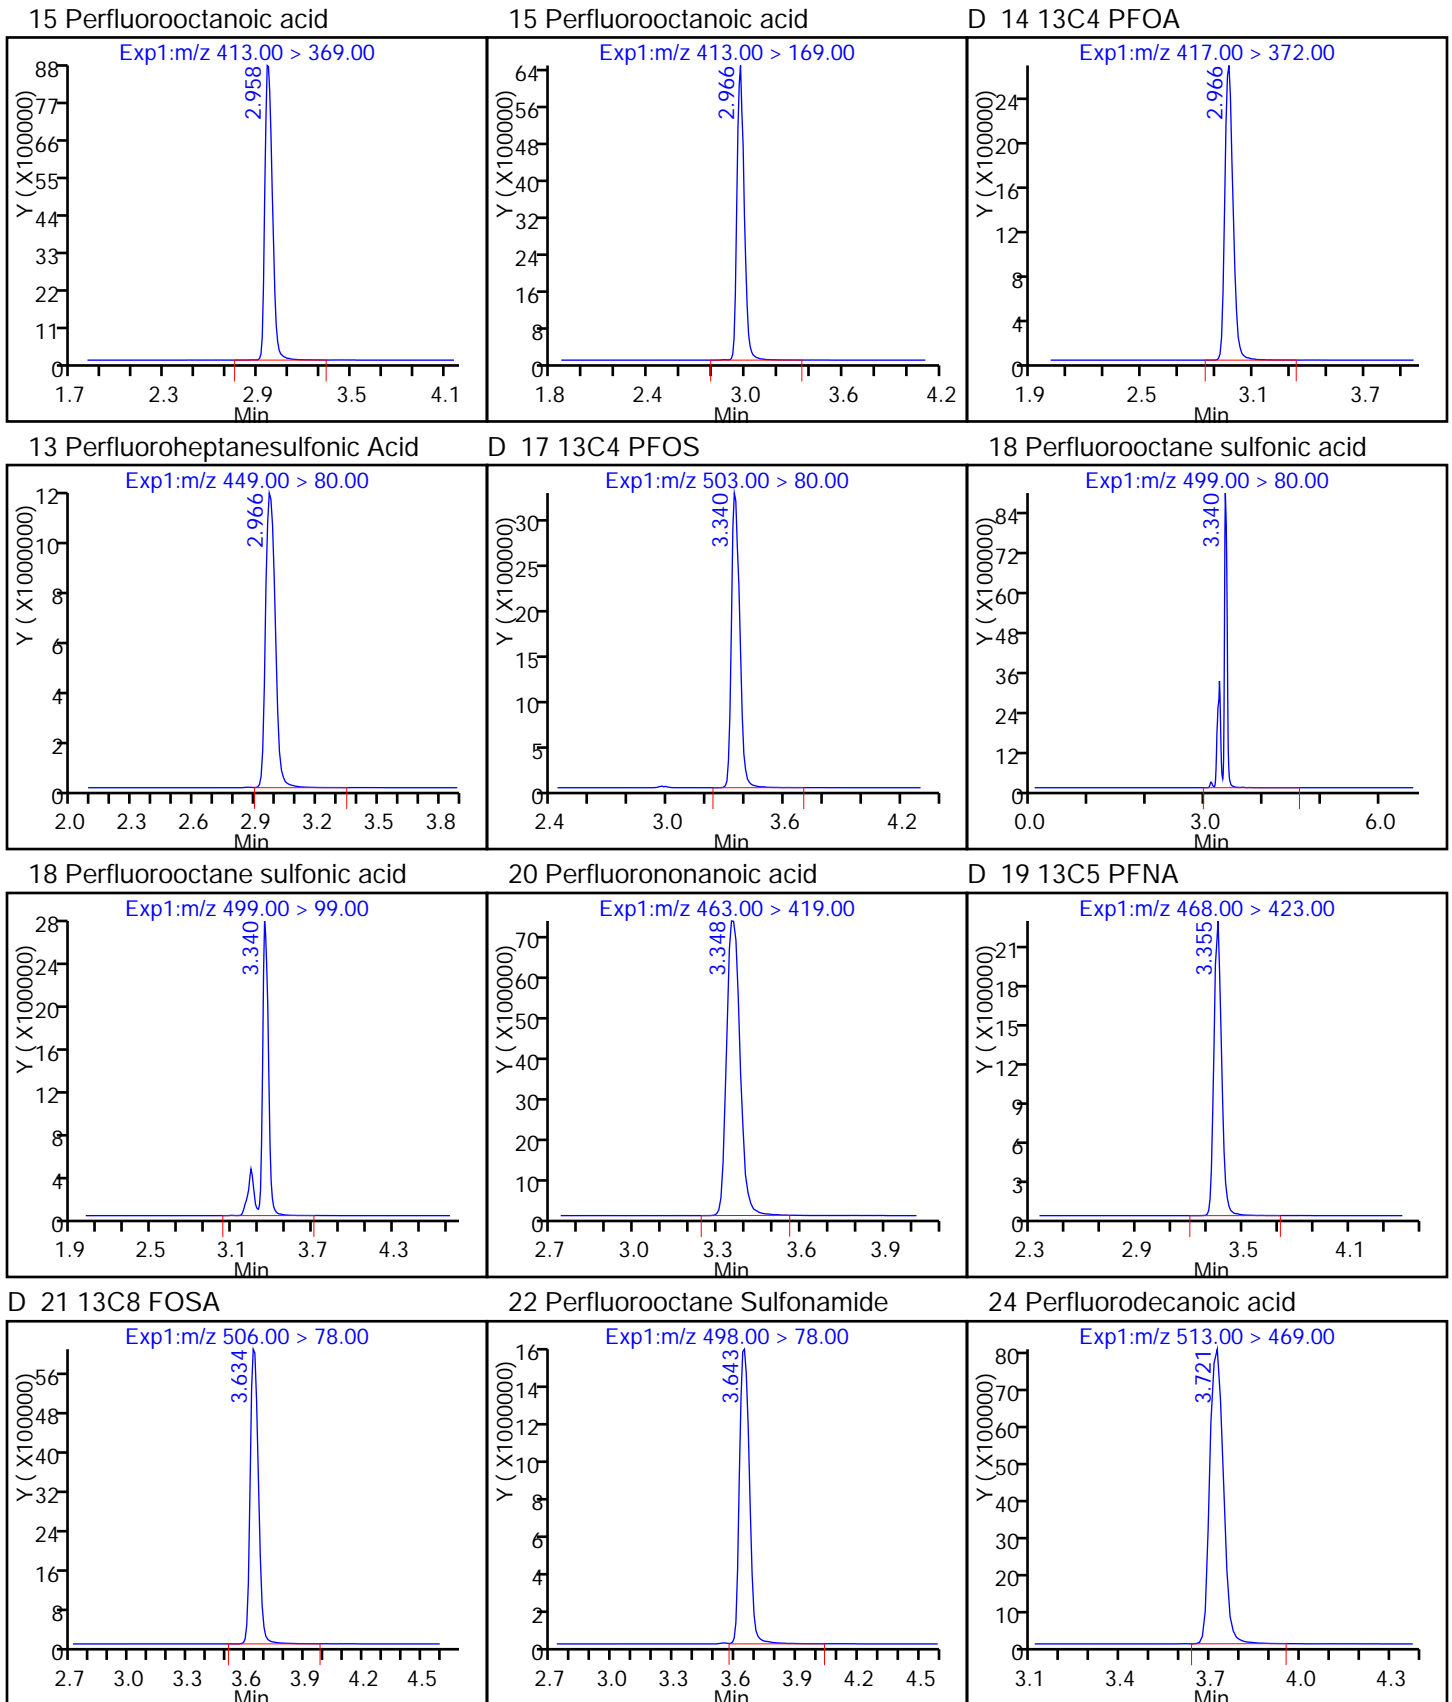 15 Perfluorooctanoic acid
Exp1:m/z 413.00 > 369.00
2.958
Y ( X100000)
88
77
66
55
44
33
22
11
0
1.7 2.3 2.9 3.5 4.1
Min
15 Perfluorooctanoic acid
Exp1:m/z 413.00 > 169.00
2.966
Y ( X100000)
64
56
48
40
32
24
16
8
0
1.8 2.4 3.0 3.6 4.2
Min
D 14 13C4 PFOA
Exp1:m/z 417.00 > 372.00
2.966
Y ( X100000)
24
20
16
12
8
4
0
1.9 2.5 3.1 3.7
Min
13 Perfluoroheptanesulfonic Acid
Exp1:m/z 449.00 > 80.00
2.966
Y ( X1000000)
12
10
8
6
4
2
0
2.0 2.3 2.6 2.9 3.2 3.5 3.8
Min
D 17 13C4 PFOS
Exp1:m/z 503.00 > 80.00
3.340
Y ( X100000)
30
25
20
15
10
5
0
2.4 3.0 3.6 4.2
Min
18 Perfluorooctane sulfonic acid
Exp1:m/z 499.00 > 80.00
3.340
Y ( X100000)
84
72
60
48
36
24
12
0
0.0 3.0 6.0
Min
18 Perfluorooctane sulfonic acid
Exp1:m/z 499.00 > 99.00
3.340
Y ( X100000)
28
24
20
16
12
8
4
0
1.9 2.5 3.1 3.7 4.3
Min
20 Perfluorononanoic acid
Exp1:m/z 463.00 > 419.00
3.348
Y ( X100000)
70
60
50
40
30
20
10
0
2.7 3.0 3.3 3.6 3.9
Min
D 19 13C5 PFNA
Exp1:m/z 468.00 > 423.00
3.355
Y ( X100000)
21
18
15
12
9
6
3
0
2.3 2.9 3.5 4.1
Min
D 21 13C8 FOSA
Exp1:m/z 506.00 > 78.00
3.634
Y ( X100000)
56
48
40
32
24
16
8
0
2.7 3.0 3.3 3.6 3.9 4.2 4.5
Min
22 Perfluorooctane Sulfonamide
Exp1:m/z 498.00 > 78.00
3.643
Y ( X1000000)
16
14
12
10
8
6
4
2
0
2.7 3.0 3.3 3.6 3.9 4.2 4.5
Min
24 Perfluorodecanoic acid
Exp1:m/z 513.00 > 469.00
3.721
Y ( X100000)
80
70
60
50
40
30
20
10
0
3.1 3.4 3.7 4.0 4.3
Min